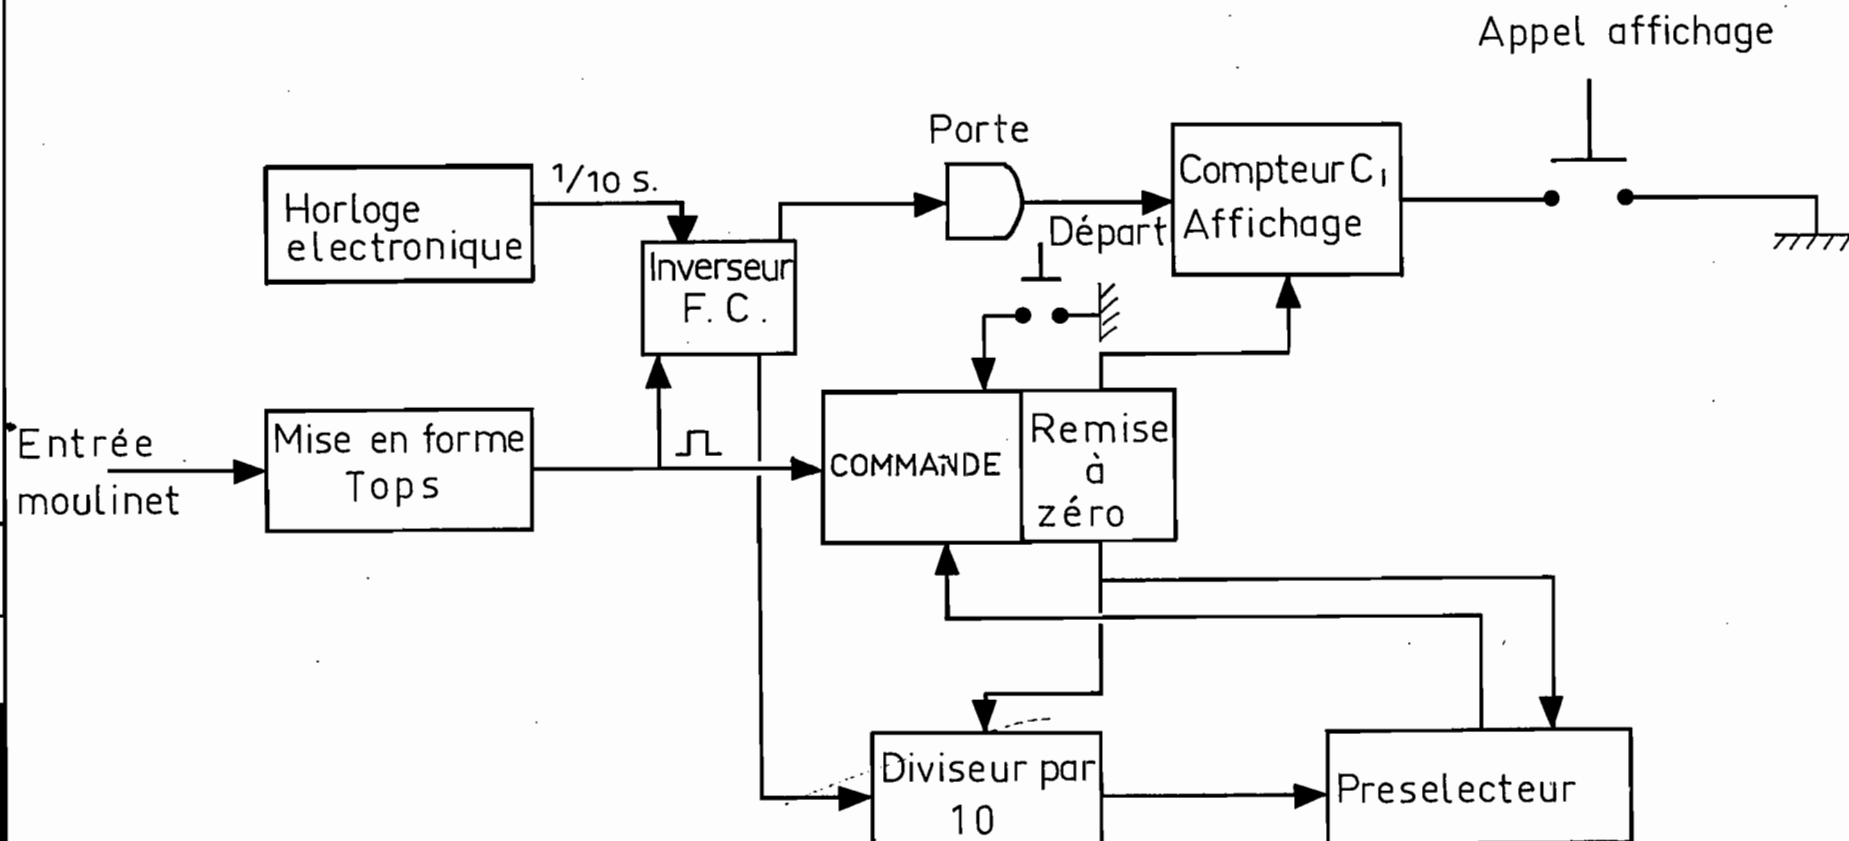 Appel affichage
Porte
1/10 s.
Horloge
electronique
Compteur C1
Affichage
Départ
Inverseur
F. C.
Entrée
moulinet
Mise en forme
Tops
COMMANDE
Remise
à
zéro
Diviseur par
10
Preselecteur